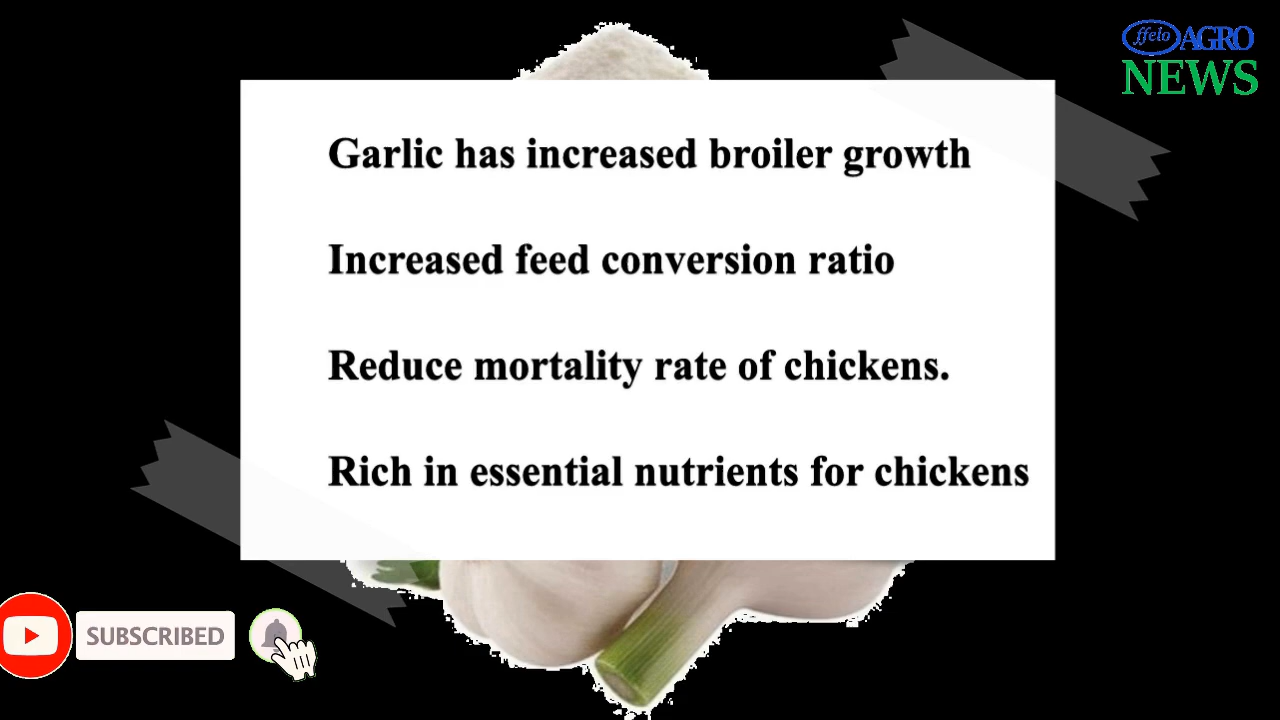 ffelo AGRO
NEWS
Garlic has increased broiler growth
Increased feed conversion ratio
Reduce mortality rate of chickens.
Rich in essential nutrients for chickens
SUBSCRIBED